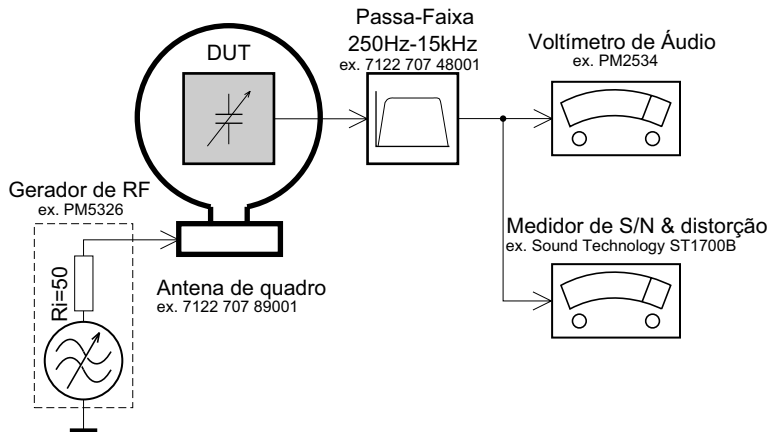 Passa-Faixa
250Hz-15kHz
ex. 7122 707 48001
DUT
Voltímetro de Áudio
ex. PM2534
Gerador de RF
ex. PM5326
Ri=50
Antena de quadro
ex. 7122 707 89001
Medidor de S/N & distorção
ex. Sound Technology ST1700B